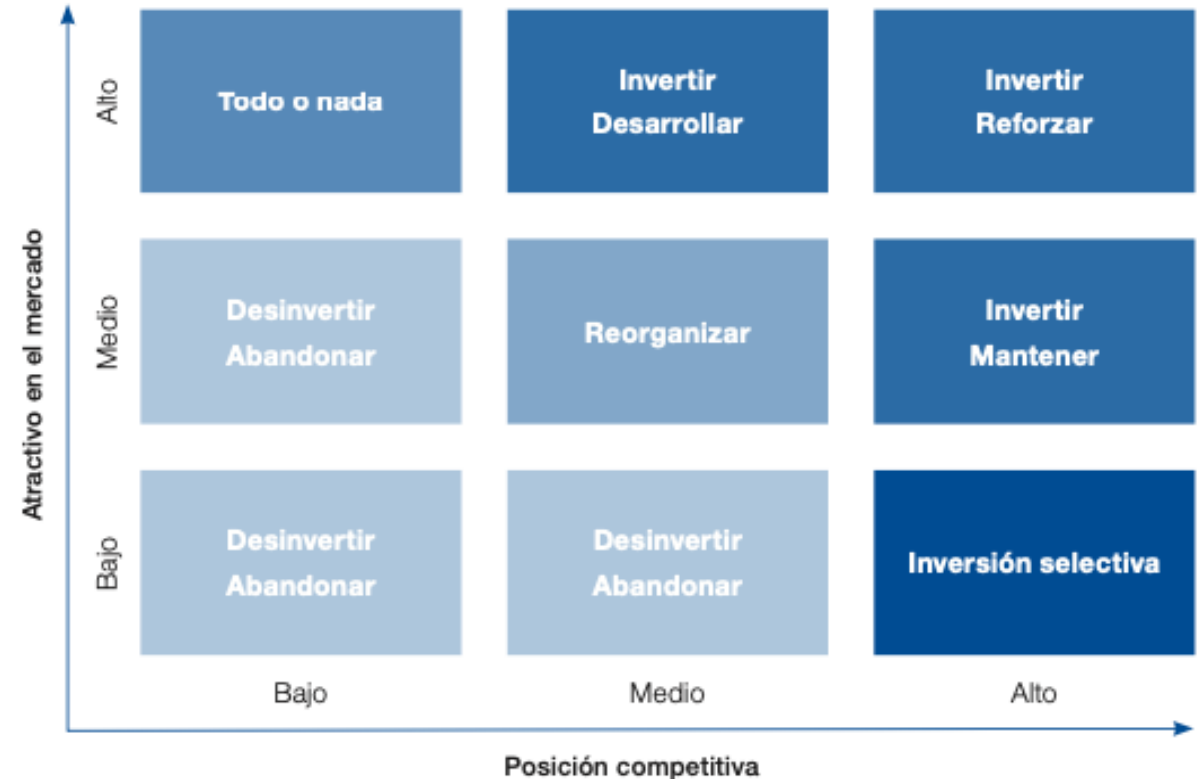 Atractivo en el mercado
Alto
Todo o nada
Invertir
Desarrollar
Invertir
Reforzar
Medio
Desinvertir
Abandonar
Reorganizar
Invertir
Mantener
Bajo
Desinvertir
Abandonar
Desinvertir
Abandonar
Inversión selectiva
Bajo
Medio
Alto
Posición competitiva